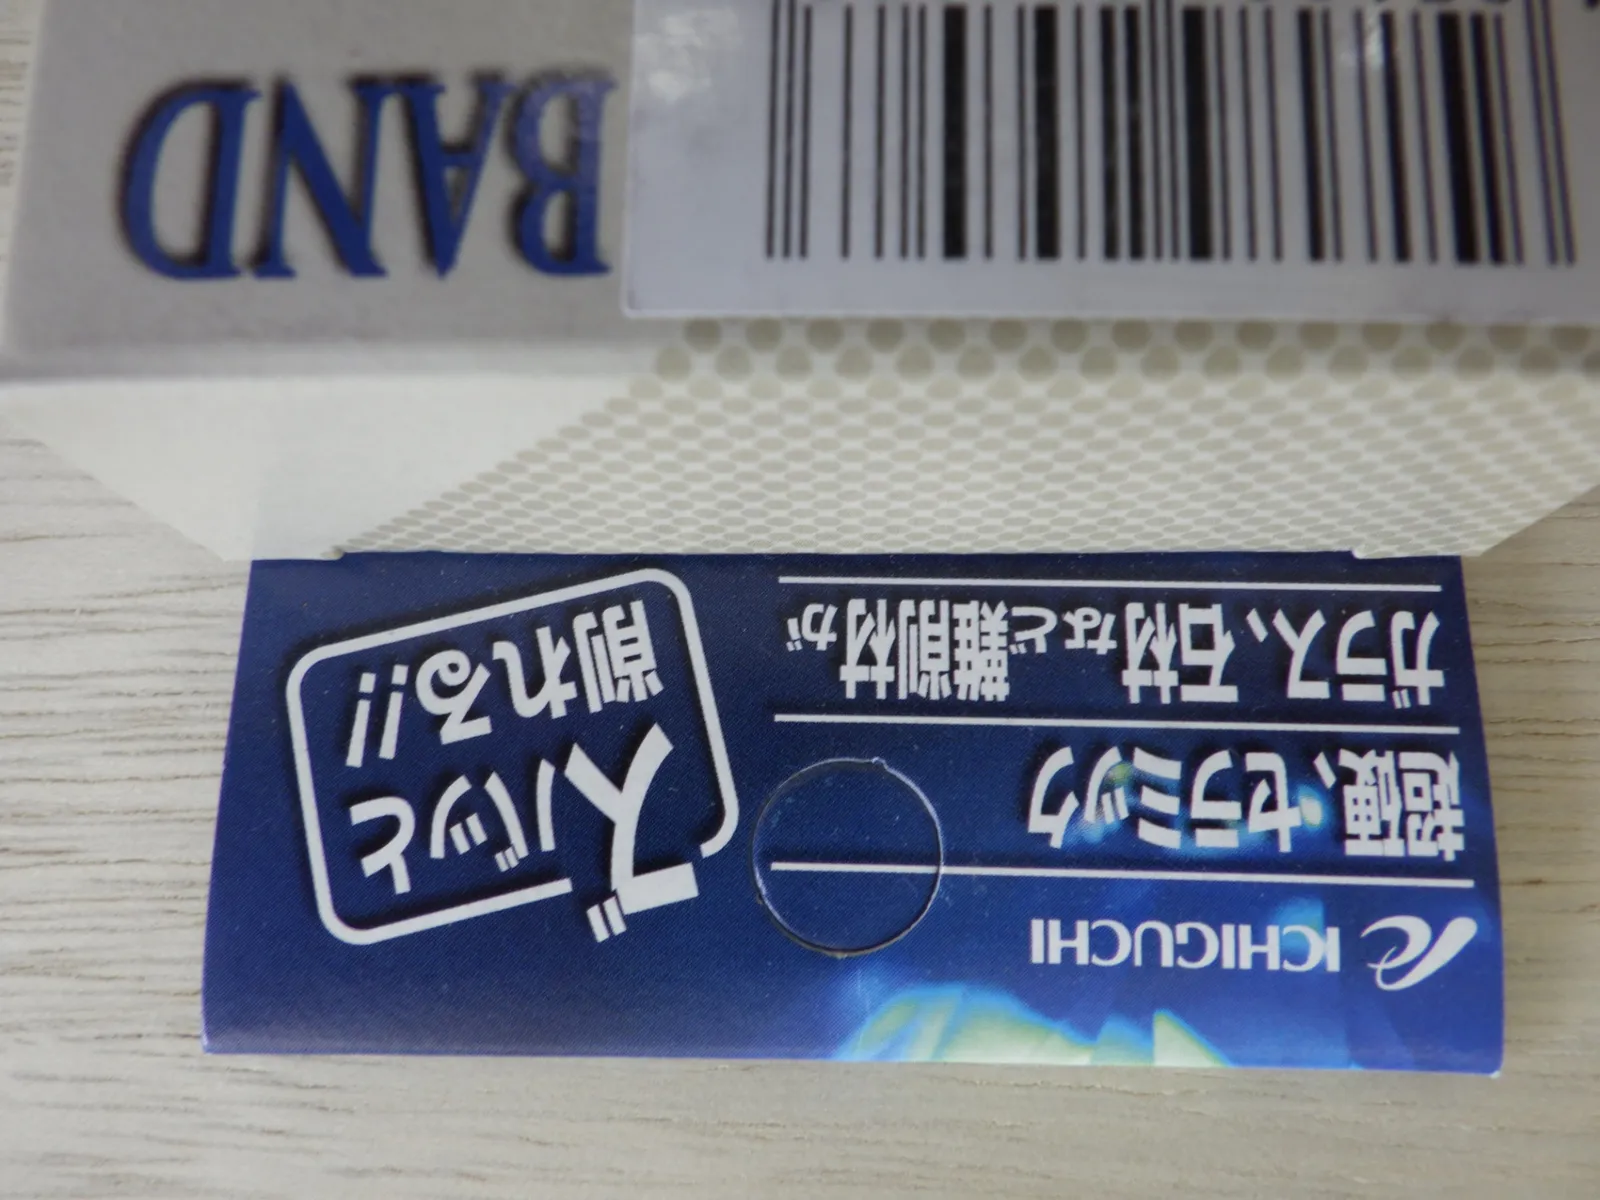 ICHIGUCHI
超硬、セラミック
ガラス、石材など難削材が
ズバッと
削れる!!
BAND